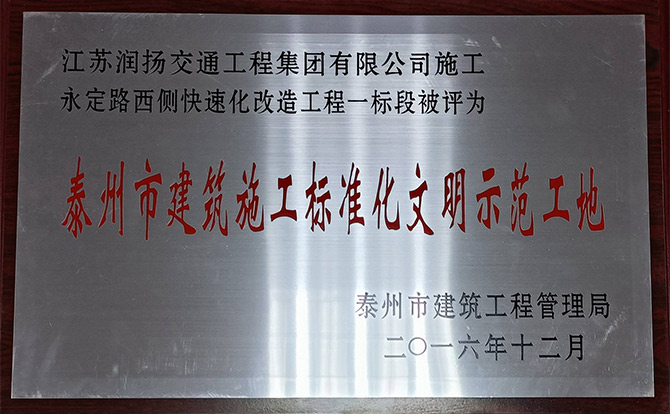 江苏润扬交通工程集团有限公司施工
永定路西侧快速化改造工程一标段被评为
泰州市建筑施工标准化文明示范工地
泰州市建筑工程管理局
二〇一六年十二月